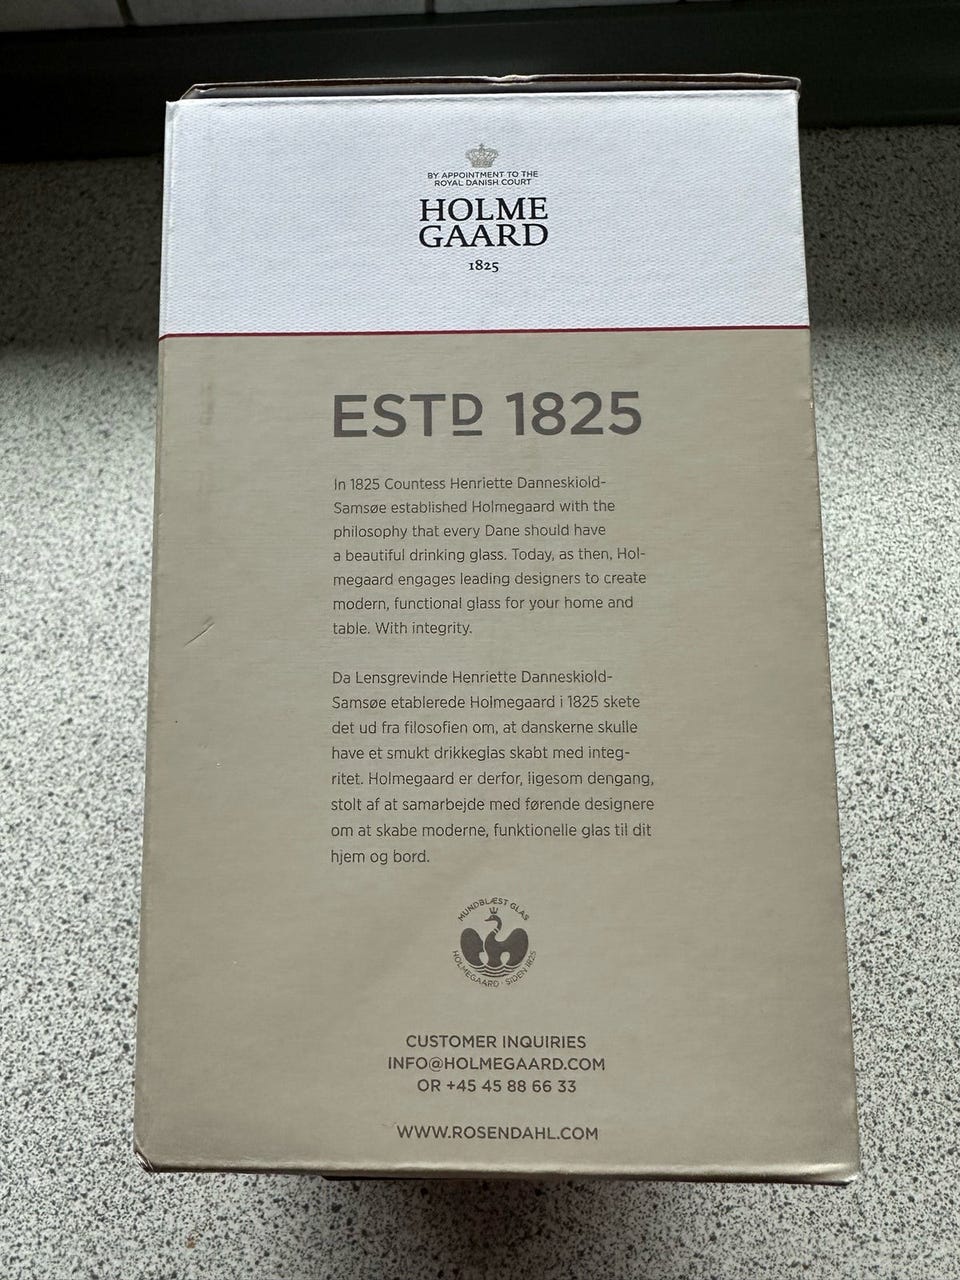 BY APPOINTMENT TO THE
ROYAL DANISH COURT
HOLME
GAARD
1825
ESTD 1825
In 1825 Countess Henriette Danneskiold-
Samsøe established Holmegaard with the
philosophy that every Dane should have
a beautiful drinking glass. Today, as then, Hol-
megaard engages leading designers to create
modern, functional glass for your home and
table. With integrity.
Da Lensgrevinde Henriette Danneskiold-
Samsøe etablerede Holmegaard i 1825 skete
det ud fra filosofien om, at danskerne skulle
have et smukt drikkeglas skabt med integ-
ritet. Holmegaard er derfor, ligesom dengang,
stolt af at samarbejde med førende designere
om at skabe moderne, funktionelle glas til dit
hjem og bord.
MUNDBLÆST GLAS
HOLMEGAARD · SIDEN 1825
CUSTOMER INQUIRIES
INFO@HOLMEGAARD.COM
OR +45 45 88 66 33
WWW.ROSENDAHL.COM